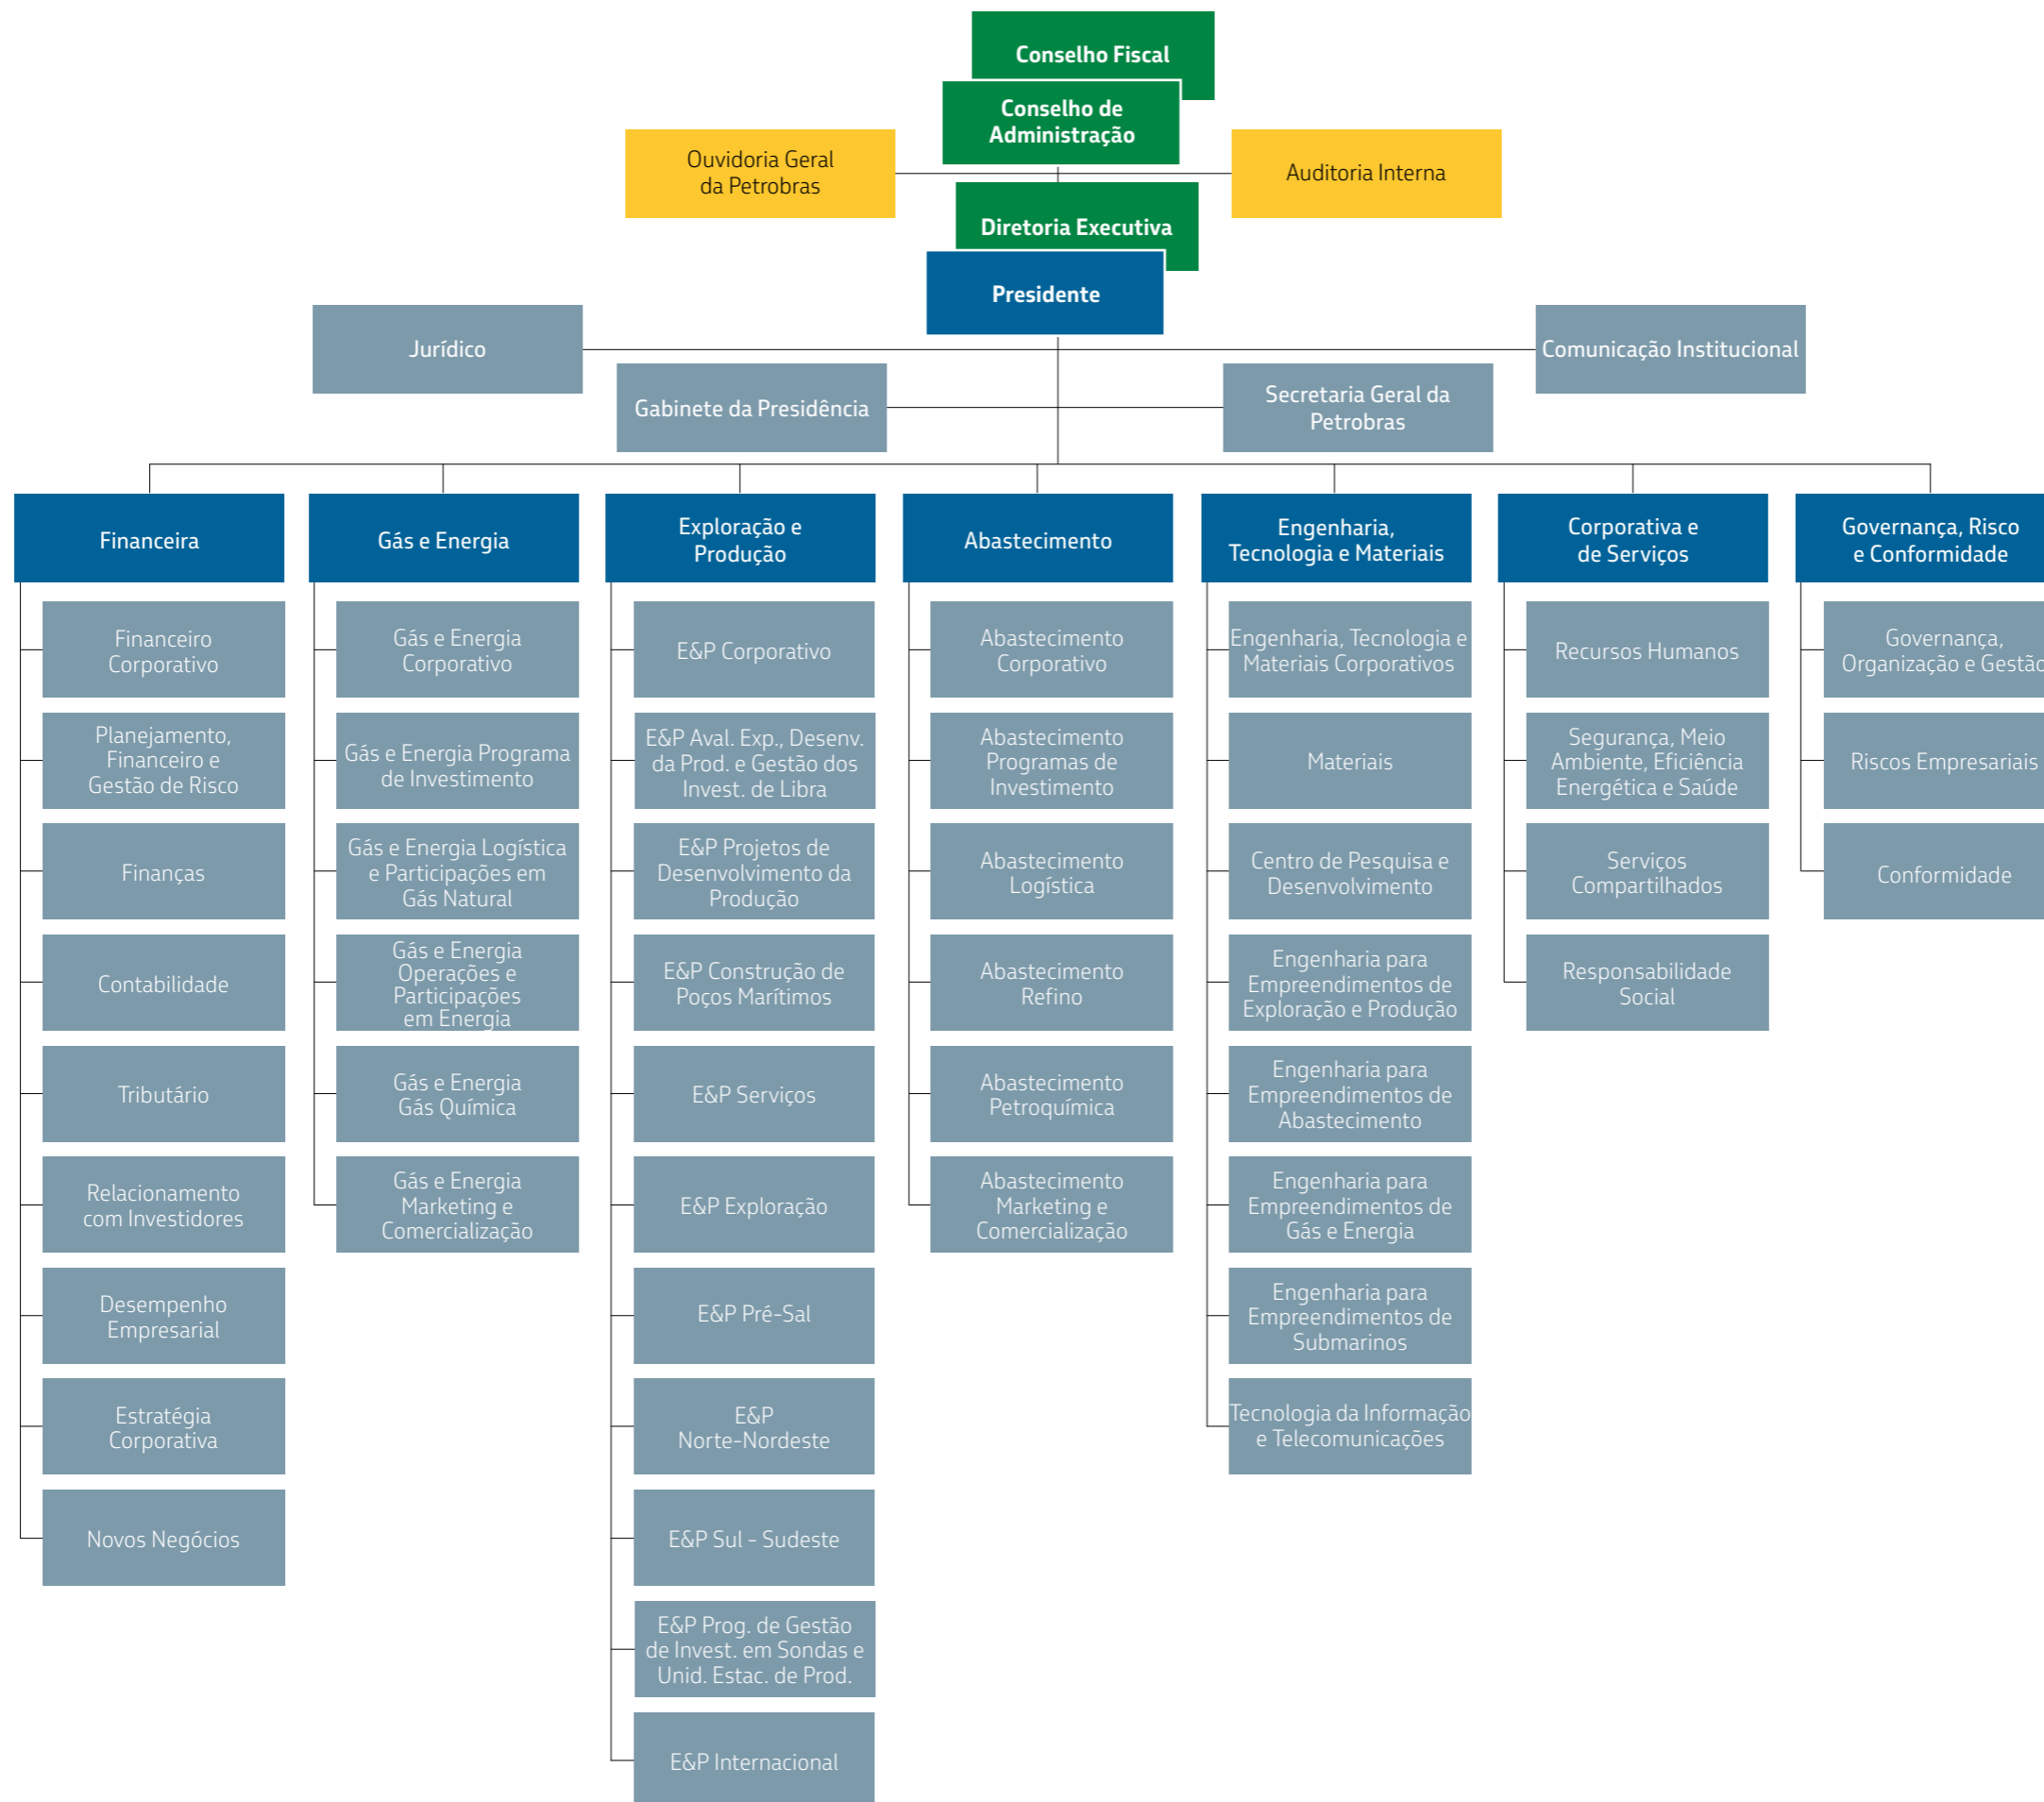 Conselho Fiscal
Conselho de
Administração
Ouvidoria Geral
da Petrobras
Auditoria Interna
Diretoria Executiva
Presidente
Jurídico
Comunicação Institucional
Gabinete da Presidência
Secretaria Geral da
Petrobras
Financeira
Financeiro
Corporativo
Planejamento,
Financeiro e
Gestão de Risco
Finanças
Contabilidade
Tributário
Relacionamento
com Investidores
Desempenho
Empresarial
Estratégia
Corporativa
Novos Negócios
Gás e Energia
Gás e Energia
Corporativo
Gás e Energia Programa
de Investimento
Gás e Energia Logística
e Participações em
Gás Natural
Gás e Energia
Operações e
Participações
em Energia
Gás e Energia
Gás Química
Gás e Energia
Marketing e
Comercialização
Exploração e
Produção
E&P Corporativo
E&P Aval. Exp., Desenv.
da Prod. e Gestão dos
Invest. de Libra
E&P Projetos de
Desenvolvimento da
Produção
E&P Construção de
Poços Marítimos
E&P Serviços
E&P Exploração
E&P Pré-Sal
E&P
Norte-Nordeste
E&P Sul - Sudeste
E&P Prog. de Gestão
de Invest. em Sondas e
Unid. Estac. de Prod.
E&P Internacional
Abastecimento
Abastecimento
Corporativo
Abastecimento
Programas de
Investimento
Abastecimento
Logística
Abastecimento
Refino
Abastecimento
Petroquímica
Abastecimento
Marketing e
Comercialização
Engenharia,
Tecnologia e Materiais
Engenharia, Tecnologia e
Materiais Corporativos
Materiais
Centro de Pesquisa e
Desenvolvimento
Engenharia para
Empreendimentos de
Exploração e Produção
Engenharia para
Empreendimentos de
Abastecimento
Engenharia para
Empreendimentos de
Gás e Energia
Engenharia para
Empreendimentos de
Submarinos
Tecnologia da Informação
e Telecomunicações
Corporativa e
de Serviços
Recursos Humanos
Segurança, Meio
Ambiente, Eficiência
Energética e Saúde
Serviços
Compartilhados
Responsabilidade
Social
Governança, Risco
e Conformidade
Governança,
Organização e Gestão
Riscos Empresariais
Conformidade